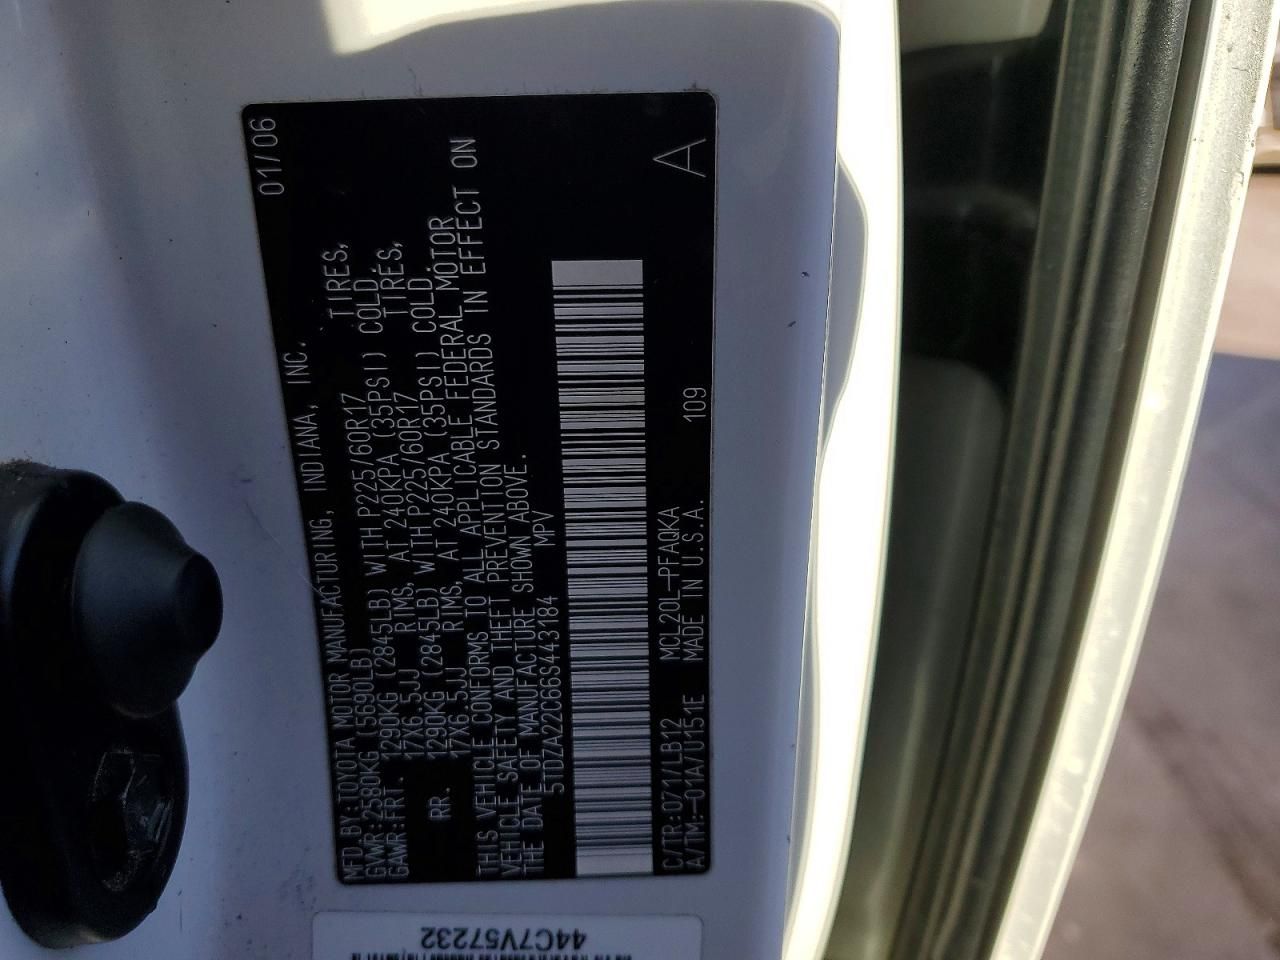 MFD.BY:TOYOTA MOTOR MANUFACTURING, INDIANA, INC. 01/06
GVWR:2580KG (5690LB)
GAWR:FRT. 1290KG (2845LB) WITH P225/60R17 TIRES,
17X6.5JJ RIMS, AT 240KPA (35PSI) COLD.
RR. 1290KG (2845LB) WITH P225/60R17 TIRES,
17X6.5JJ RIMS, AT 240KPA (35PSI) COLD.
THIS VEHICLE CONFORMS TO ALL APPLICABLE FEDERAL MOTOR
VEHICLE SAFETY AND THEFT PREVENTION STANDARDS IN EFFECT ON
THE DATE OF MANUFACTURE SHOWN ABOVE.
5TDZA22C66S443184 MPV
C/TR:071/LB12 MCL20L-PFAQKA 109
A/TM:-01A/0151E MADE IN U.S.A. A
44C7V57232